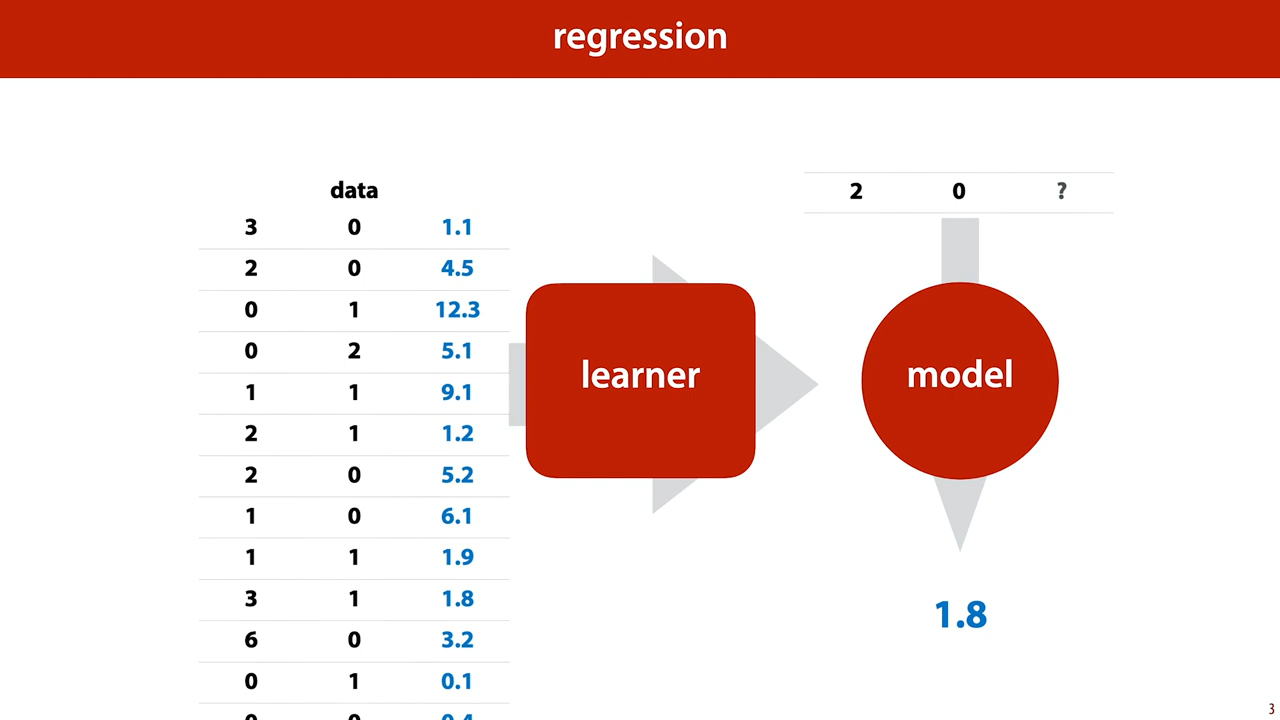 regression
data
3 0 1.1
2 0 4.5
0 1 12.3
0 2 5.1
1 1 9.1
2 1 1.2
2 0 5.2
1 0 6.1
1 1 1.9
3 1 1.8
6 0 3.2
0 1 0.1
learner
2 0 ?
model
1.8
3